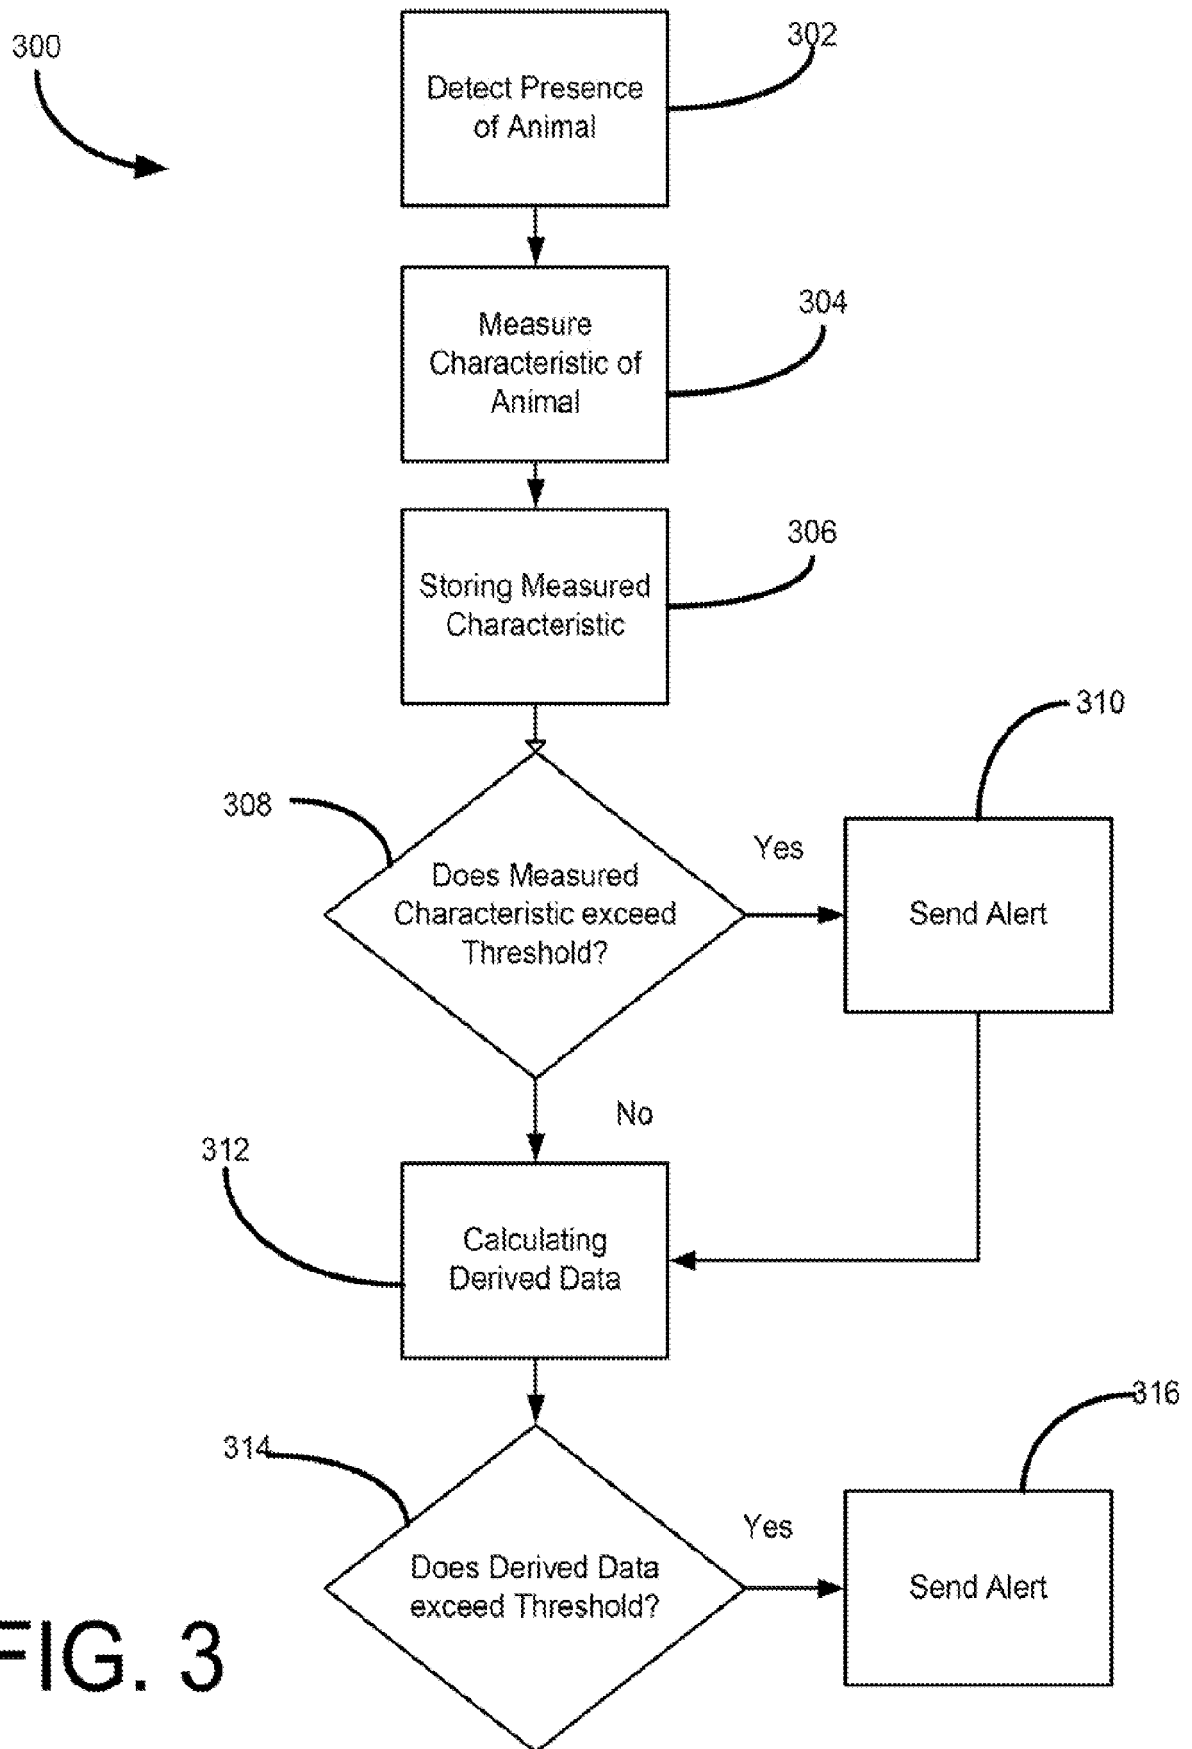 300
302
Detect Presence
of Animal
304
Measure
Characteristic of
Animal
306
Storing Measured
Characteristic
310
308
Does Measured
Characteristic exceed
Threshold?
Yes
Send Alert
No
312
Calculating
Derived Data
316
314
Does Derived Data
exceed Threshold?
Yes
Send Alert
FIG. 3